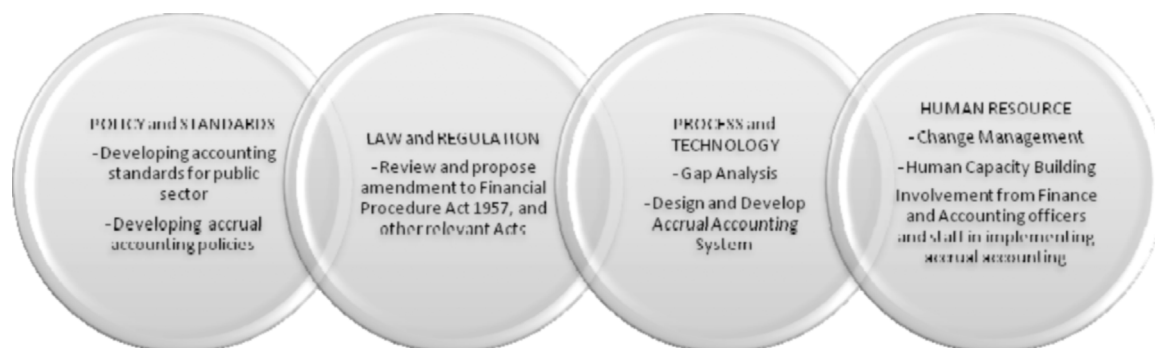 POLICY and STANDARDS
-Developing accounting
standards for public
sector
-Developing accrual
accounting policies
LAW and REGULATION
-Review and propose
amendment to Financial
Procedure Act 1957, and
other relevant Acts
PROCESS and
TECHNOLOGY
-Gap Analysis
-Design and Develop
Accrual Accounting
System
HUMAN RESOURCE
-Change Management
-Human Capacity Building
Involvement from Finance
and Accounting officers
and staff in implementing
accrual accounting